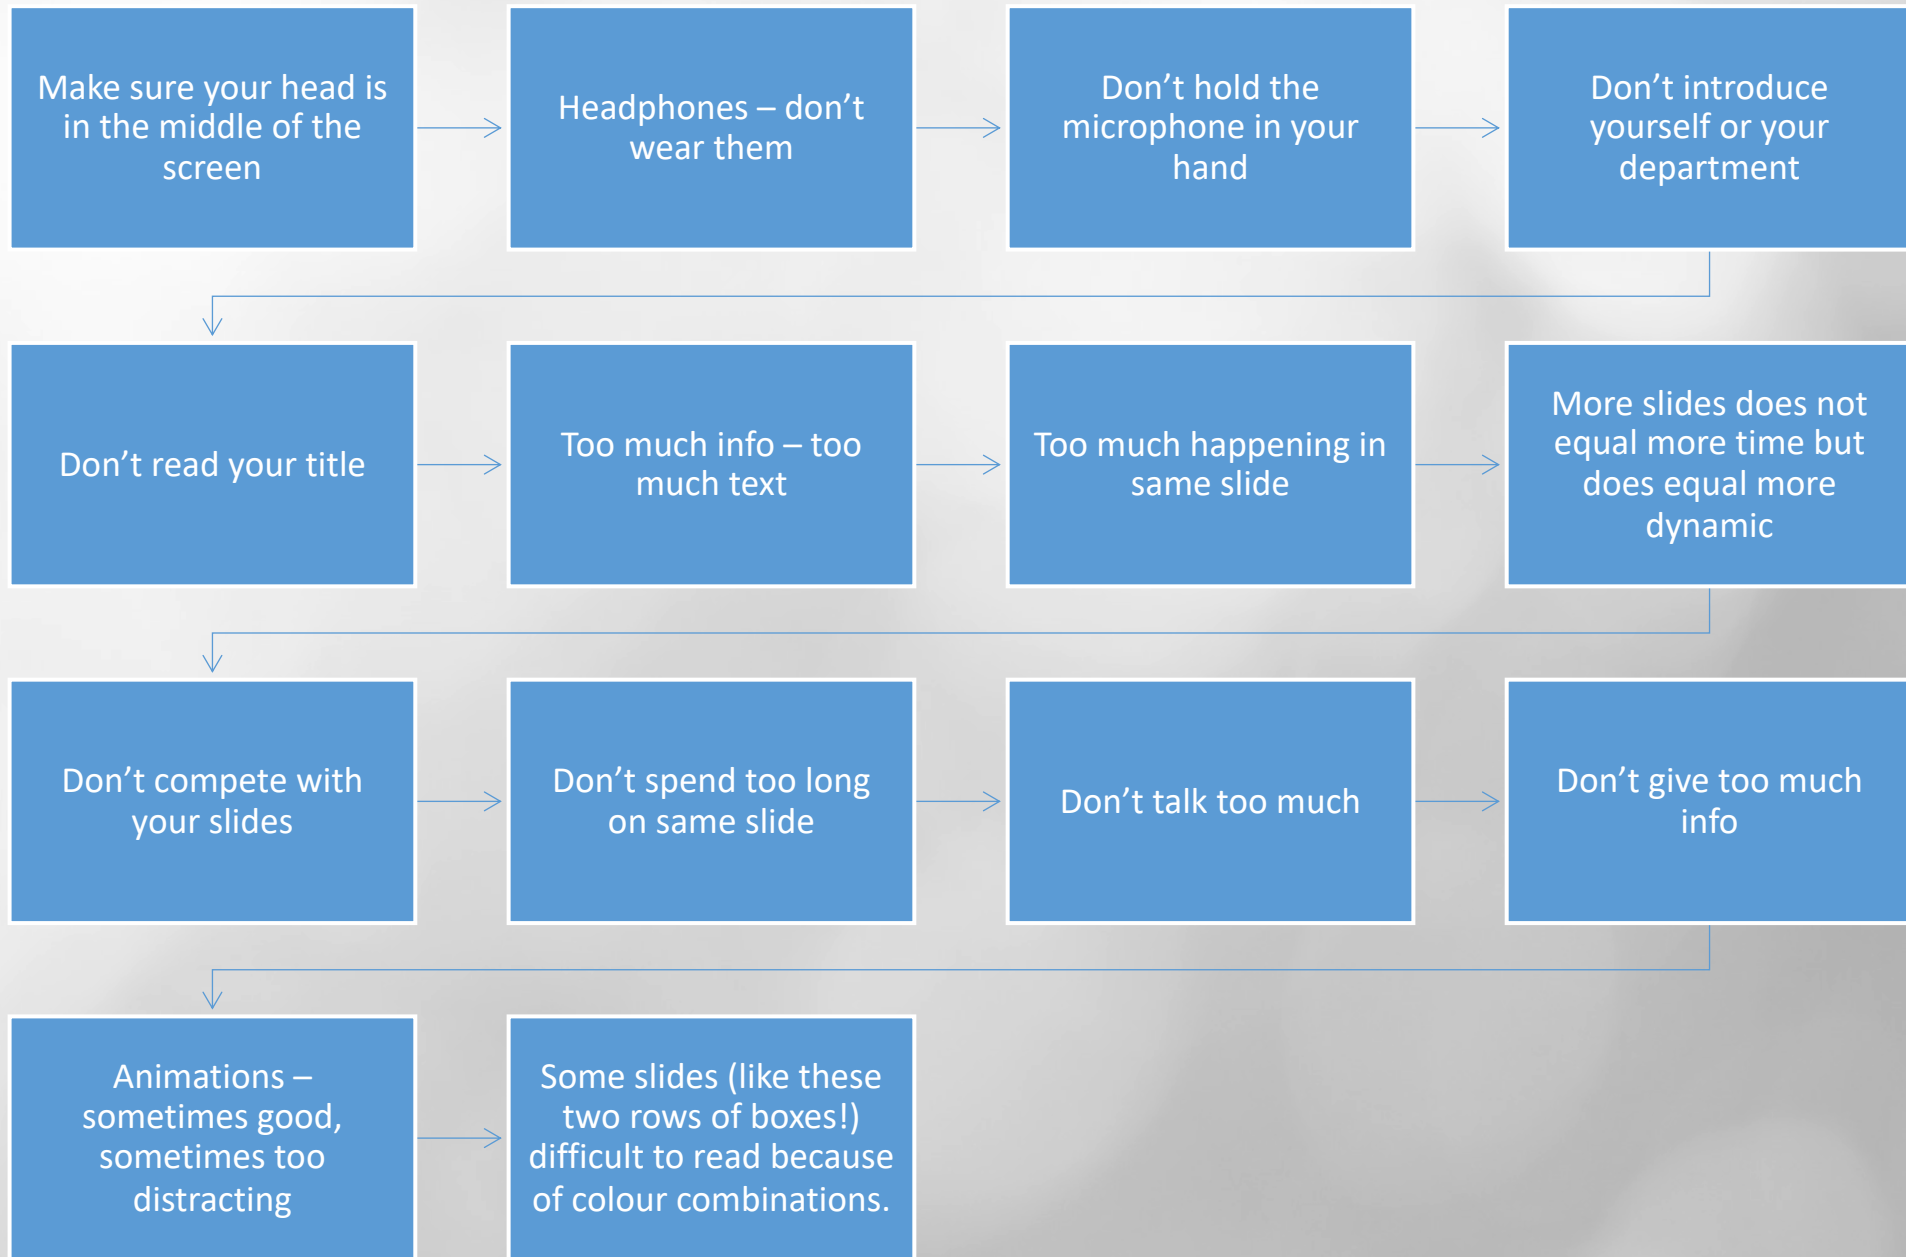 Make sure your head is
in the middle of the
screen
Headphones – don’t
wear them
Don’t hold the
microphone in your
hand
Don’t introduce
yourself or your
department
Don’t read your title
Too much info – too
much text
Too much happening in
same slide
More slides does not
equal more time but
does equal more
dynamic
Don’t compete with
your slides
Don’t spend too long
on same slide
Don’t talk too much
Don’t give too much
info
Animations –
sometimes good,
sometimes too
distracting
Some slides (like these
two rows of boxes!)
difficult to read because
of colour combinations.